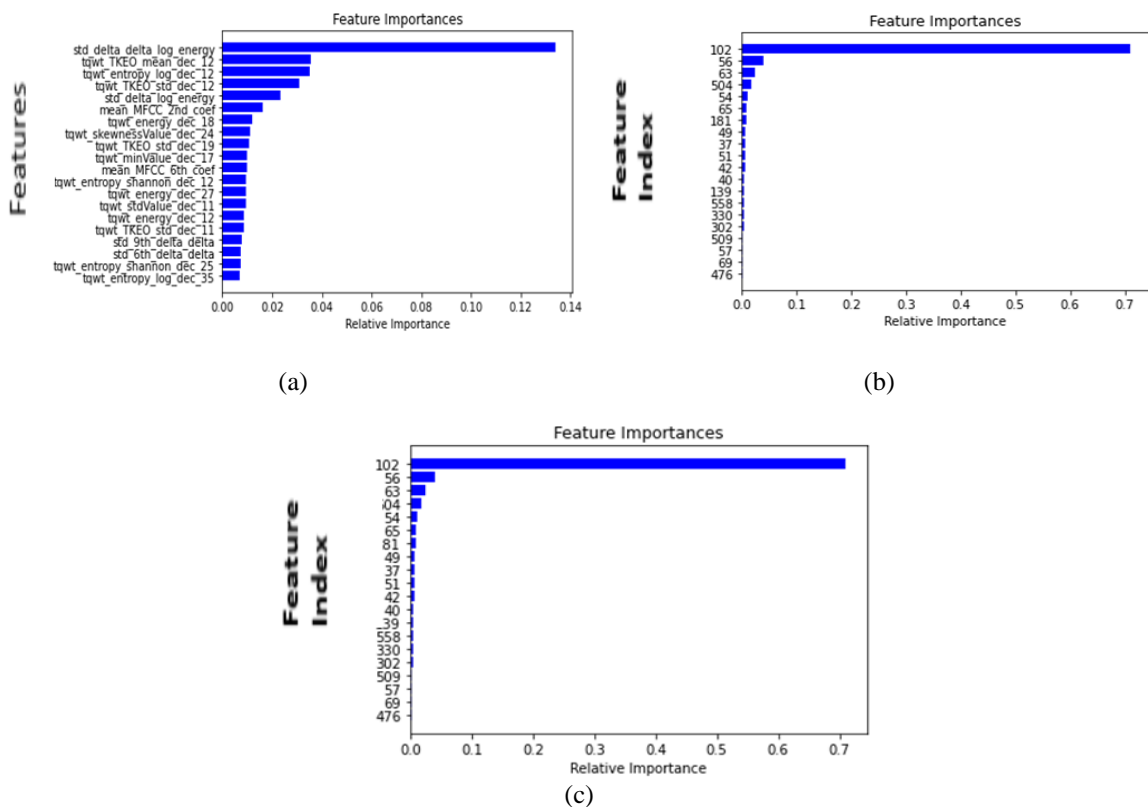 Feature Importances
Features
std_delta_delta_log_energy
tqwt_TKEO_mean_dec_12
tqwt_entropy_log_dec_12
tqwt_TKEO_std_dec_12
std_delta_log_energy
mean_MFCC_2nd_coef
tqwt_energy_dec_18
tqwt_skewnessValue_dec_24
tqwt_TKEO_std_dec_19
tqwt_minValue_dec_17
mean_MFCC_6th_coef
tqwt_entropy_shannon_dec_12
tqwt_energy_dec_27
tqwt_stdValue_dec_11
tqwt_energy_dec_12
tqwt_TKEO_std_dec_11
std_9th_delta_delta
std_6th_delta_delta
tqwt_entropy_shannon_dec_25
tqwt_entropy_log_dec_35
0.00 0.02 0.04 0.06 0.08 0.10 0.12 0.14
Relative Importance
(a)
Feature Importances
Feature
Index
102
56
63
504
54
65
181
49
37
51
42
40
139
558
330
302
509
57
69
476
0.0 0.1 0.2 0.3 0.4 0.5 0.6 0.7
Relative Importance
(b)
Feature Importances
Feature
Index
102
56
63
04
54
65
81
49
37
51
42
40
39
558
330
302
509
57
69
476
0.0 0.1 0.2 0.3 0.4 0.5 0.6 0.7
Relative Importance
(c)